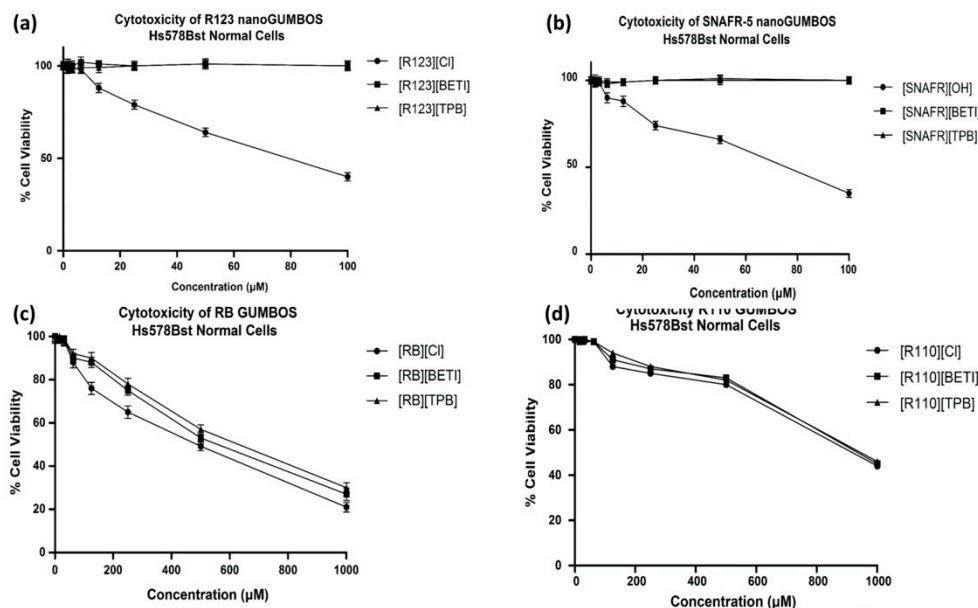 (a)
Cytotoxicity of R123 nanoGUMBOS
Hs578Bst Normal Cells
% Cell Viability
100
50
0
0
20
40
60
80
100
Concentration (µM)
[R123][Cl]
[R123][BETI]
[R123][TPB]
(b)
Cytotoxicity of SNAFR-5 nanoGUMBOS
Hs578Bst Normal Cells
% Cell Viability
100
50
0
0
20
40
60
80
100
Concentration (µM)
[SNAFR][OH]
[SNAFR][BETI]
[SNAFR][TPB]
(c)
Cytotoxicity of RB GUMBOS
Hs578Bst Normal Cells
% Cell Viability
100
80
60
40
20
0
0
200
400
600
800
1000
Concentration (µM)
[RB][Cl]
[RB][BETI]
[RB][TPB]
(d)
Cytotoxicity R110 GUMBOS
Hs578Bst Normal Cells
% Cell Viability
100
80
60
40
20
0
0
200
400
600
800
1000
Concentration (µM)
[R110][Cl]
[R110][BETI]
[R110][TPB]